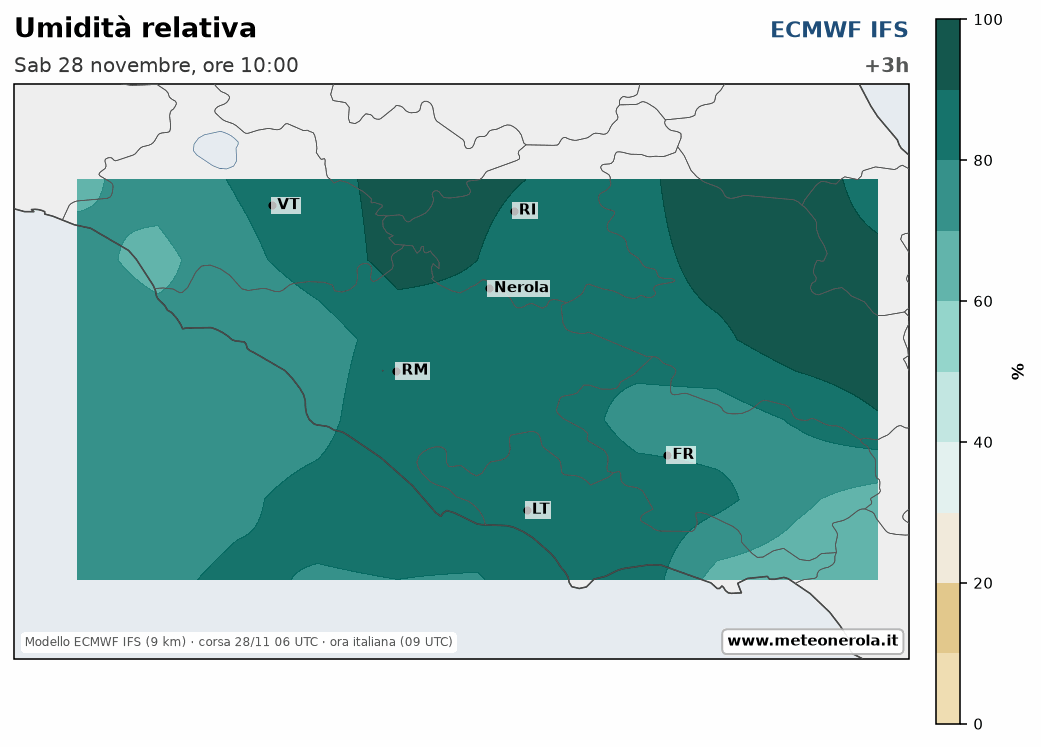 Umidità relativa
ECMWF IFS
Sab 28 novembre, ore 10:00
+3h
VT
RI
Nerola
RM
FR
LT
Modello ECMWF IFS (9 km) · corsa 28/11 06 UTC · ora italiana (09 UTC)
www.meteonerola.it
100
80
60
40
20
0
%